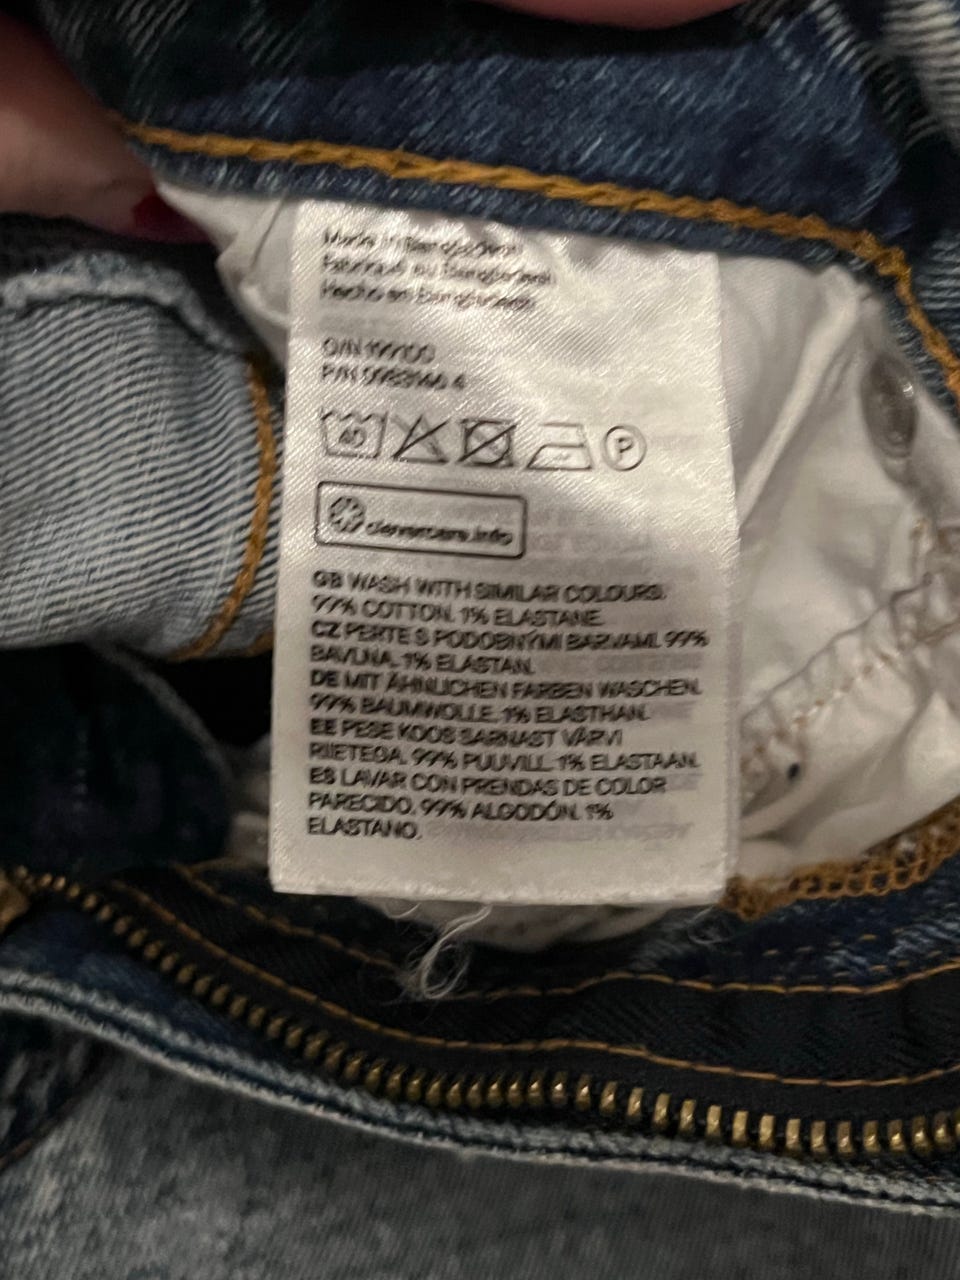 Made in Bangladesh
Fabriqué au Bangladesh
Hecho en Bangladesh
O/N 199100
P/N
40
P
clevercare.info
GB WASH WITH SIMILAR COLOURS.
99% COTTON. 1% ELASTANE.
CZ PERTE S PODOBNÝMI BARVAMI. 99%
BAVLNA. 1% ELASTAN.
DE MIT ÄHNLICHEN FARBEN WASCHEN.
99% BAUMWOLLE. 1% ELASTHAN.
EE PESE KOOS SARNAST VÄRVI
RIIETEGA. 99% PUUVILL. 1% ELASTAAN.
ES LAVAR CON PRENDAS DE COLOR
PARECIDO. 99% ALGODÓN. 1%
ELASTANO.